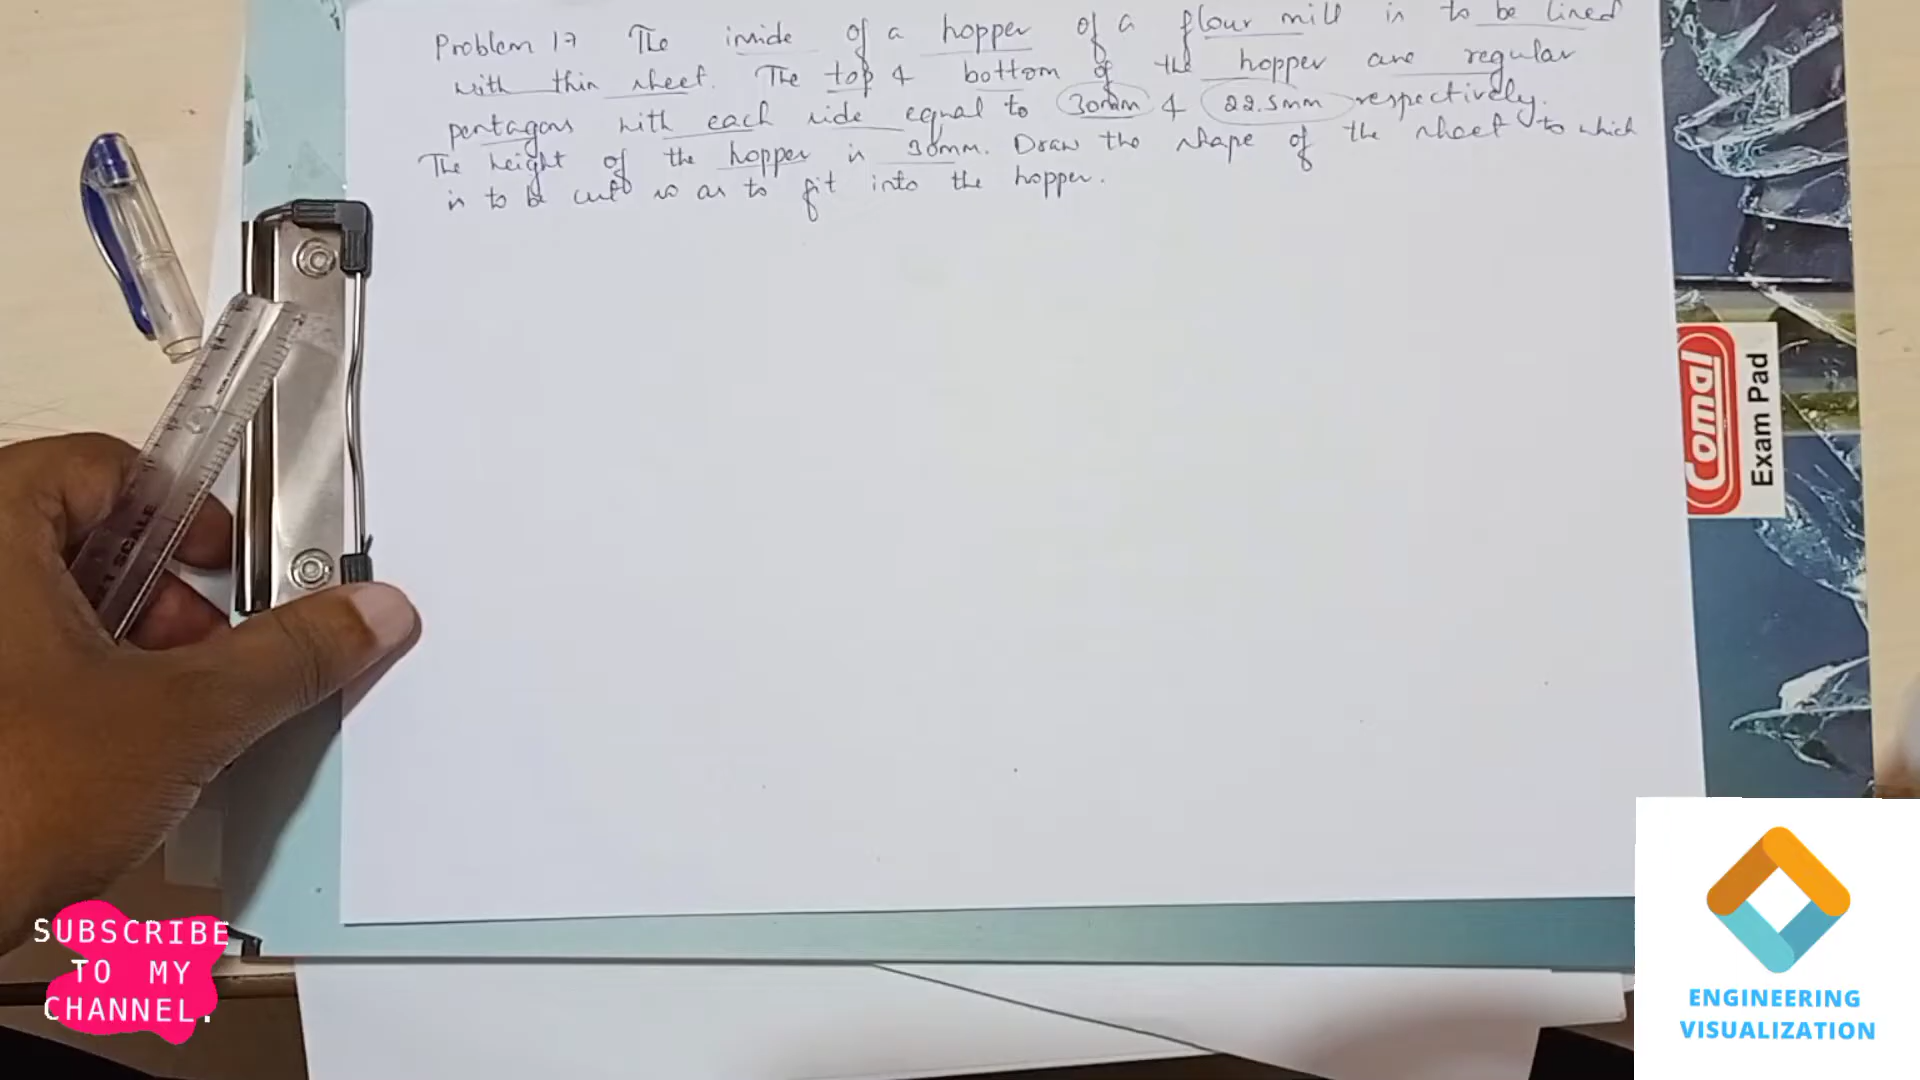 Problem 17 The inside of a hopper of a flour mill is to be lined
with thin sheet. The top & bottom of the hopper are regular
pentagons with each side equal to 30mm & 22.5mm respectively.
The height of the hopper is 30mm. Draw the shape of the sheet to which
is to be cut so as to fit into the hopper.
SCALE
Comal
Exam Pad
SUBSCRIBE
TO MY
CHANNEL.
ENGINEERING
VISUALIZATION